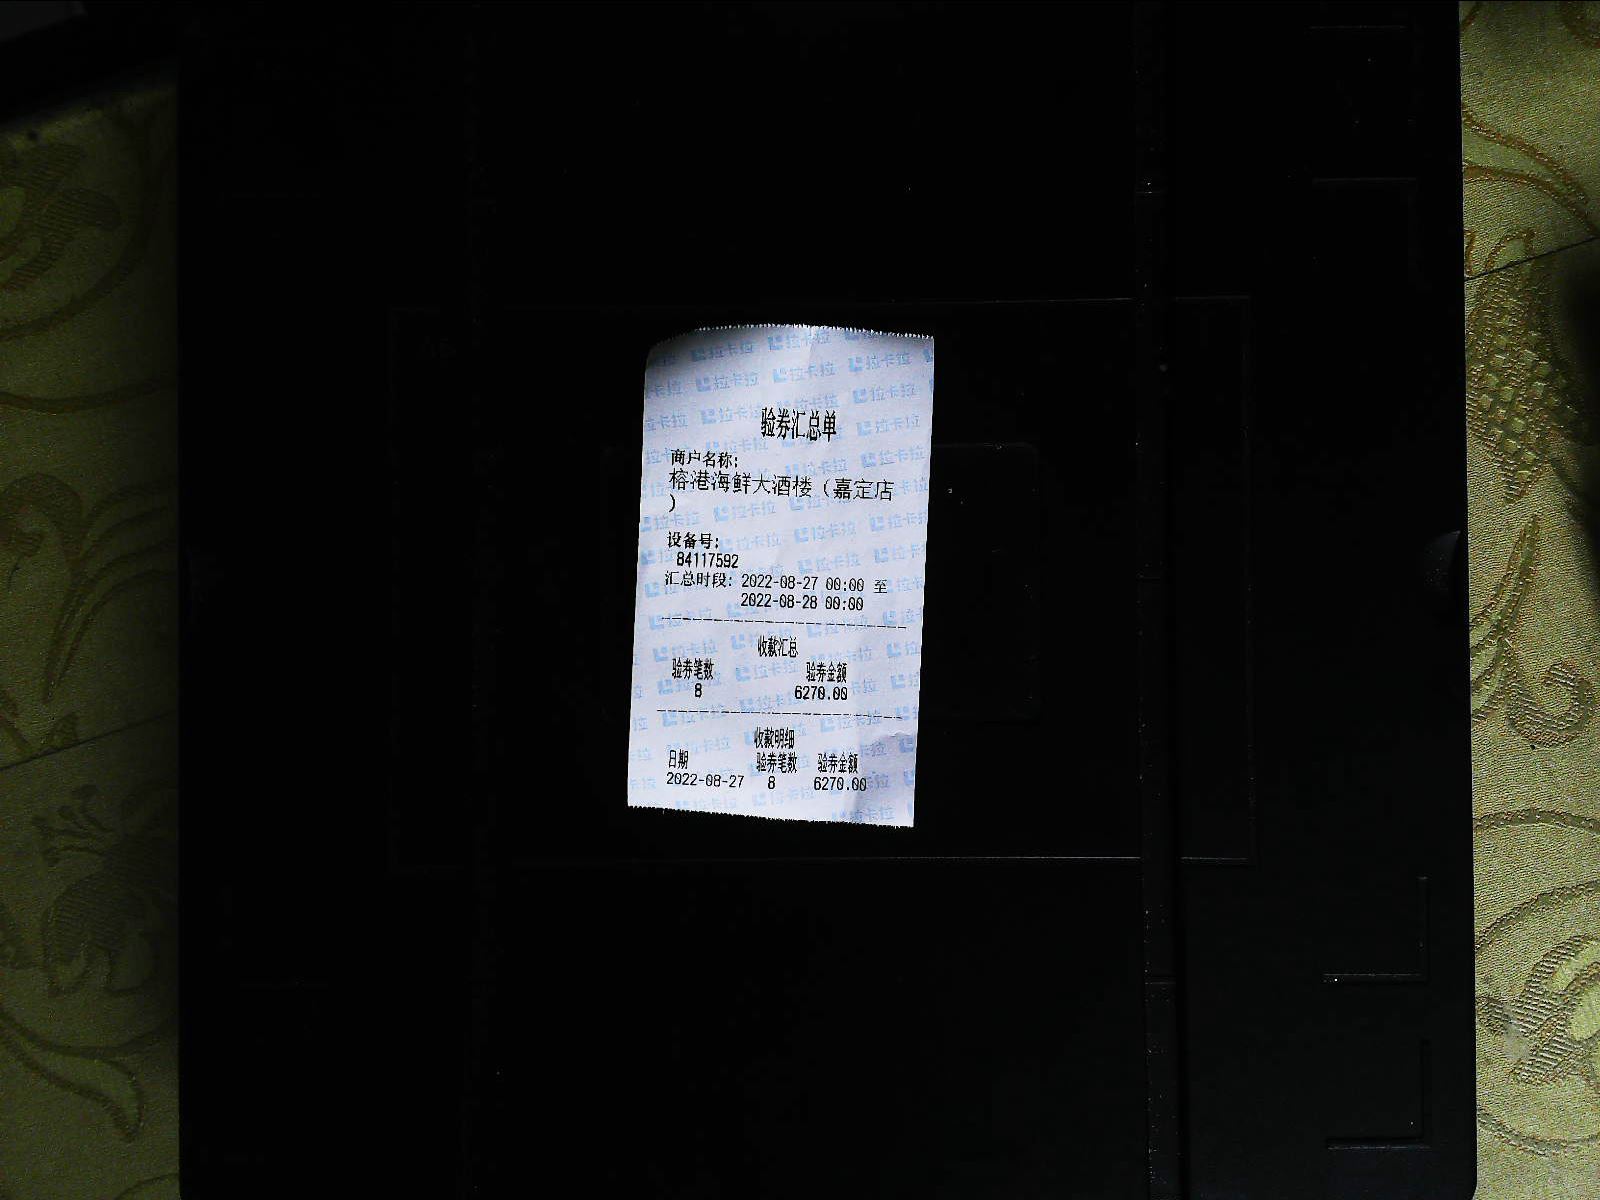 验券汇总单
商户名称:
榕港海鲜大酒楼（嘉定店
）
设备号:
84117592
汇总时段: 2022-08-27 00:00 至
2022-08-28 00:00
收款汇总
验券笔数 验券金额
8 6270.00
收款明细
日期 验券笔数 验券金额
2022-08-27 8 6270.00
拉卡拉